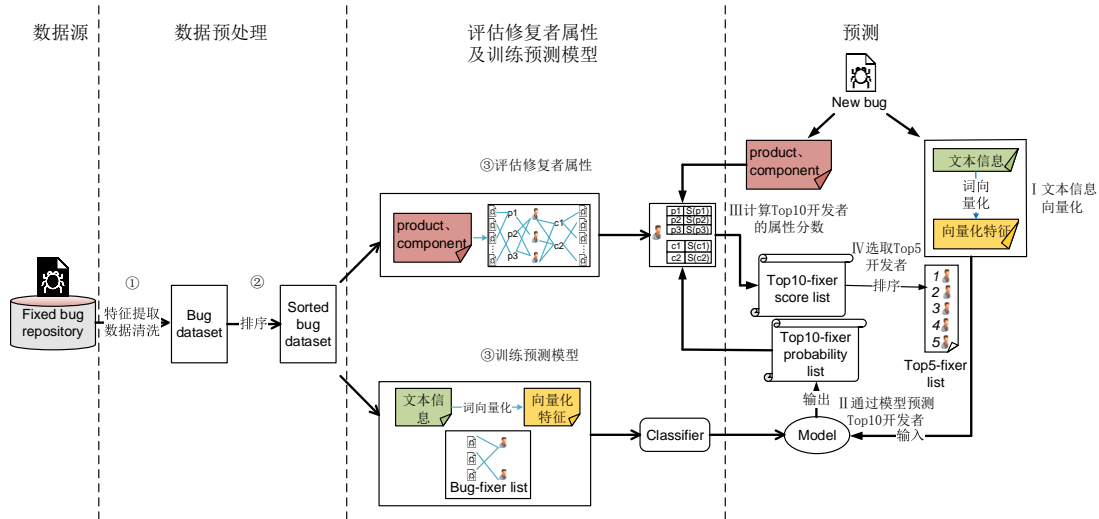 数据源
数据预处理
评估修复者属性
及训练预测模型
预测
New bug
product、
component
文本信息
词向
量化
向量化特征
Ⅰ文本信息
向量化
③评估修复者属性
product、
component
p1
p2
p3
c1
c2
p1 S(p1)
p2 S(p2)
p3 S(p3)
c1 S(c1)
c2 S(c2)
Ⅲ计算Top10开发者
的属性分数
Ⅳ选取Top5
开发者
排序
Top10-fixer
score list
1
2
3
4
5
Top5-fixer
list
Top10-fixer
probability
list
Fixed bug
repository
①
特征提取
数据清洗
Bug
dataset
②
排序
Sorted
bug
dataset
③训练预测模型
文本信
息
词向量化
向量化
特征
Bug-fixer list
Classifier
Model
输出
Ⅱ通过模型预测
Top10开发者
输入